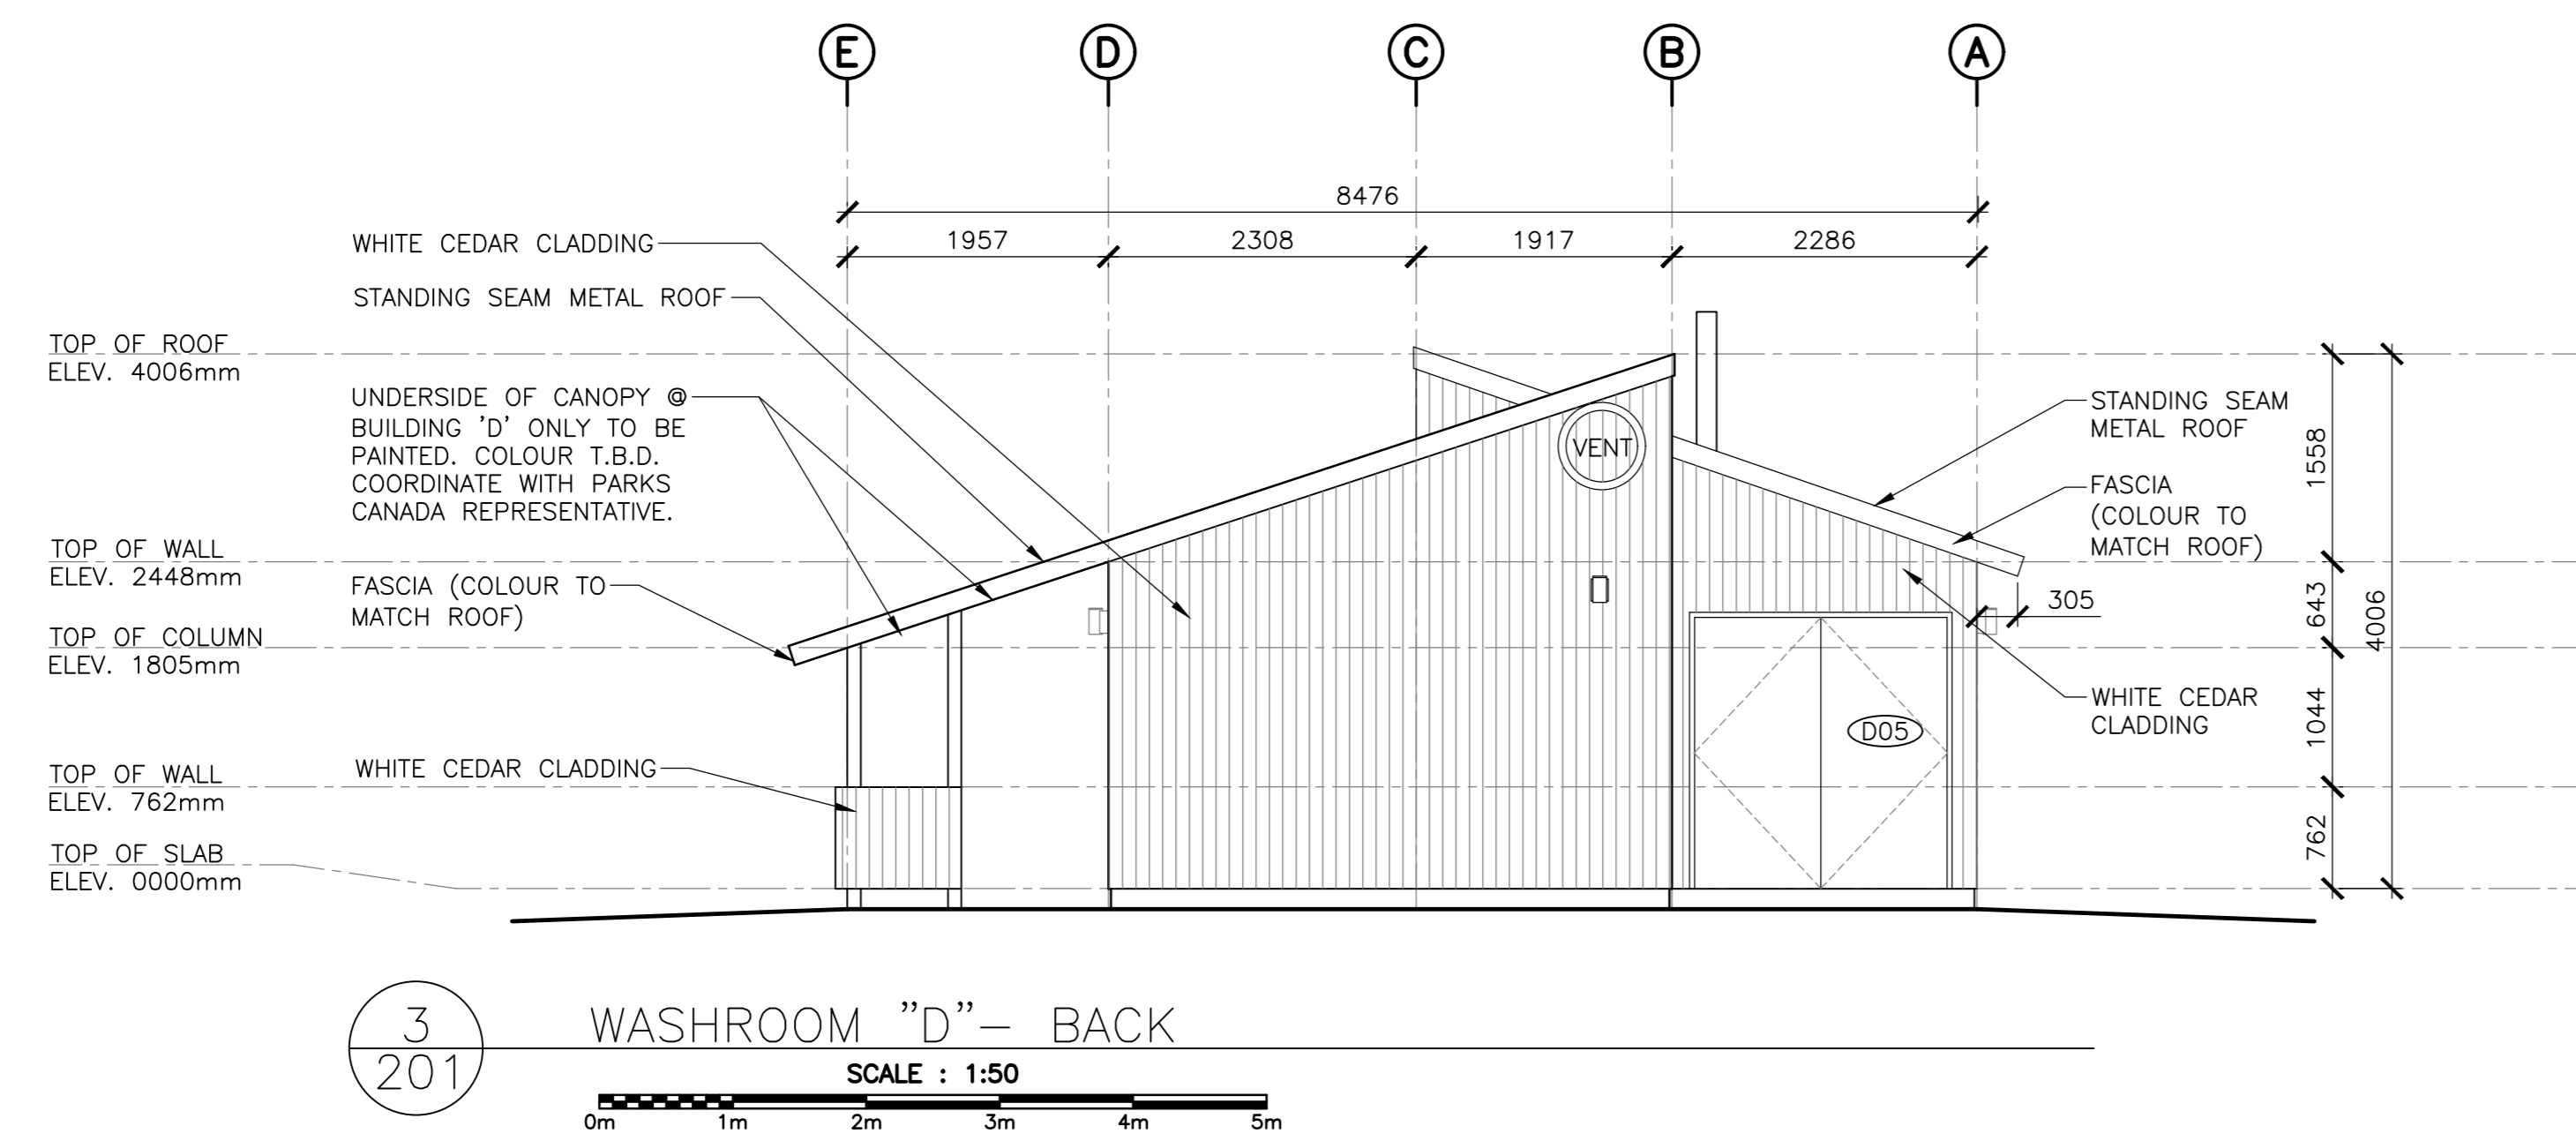 E D C B A
8476
1957 2308 1917 2286
WHITE CEDAR CLADDING
STANDING SEAM METAL ROOF
TOP OF ROOF
ELEV. 4006mm
UNDERSIDE OF CANOPY @
BUILDING 'D' ONLY TO BE
PAINTED. COLOUR T.B.D.
COORDINATE WITH PARKS
CANADA REPRESENTATIVE.
TOP OF WALL
ELEV. 2448mm
FASCIA (COLOUR TO
MATCH ROOF)
TOP OF COLUMN
ELEV. 1805mm
TOP OF WALL
ELEV. 762mm
WHITE CEDAR CLADDING
TOP OF SLAB
ELEV. 0000mm
VENT
D05
STANDING SEAM
METAL ROOF
FASCIA
(COLOUR TO
MATCH ROOF)
305
WHITE CEDAR
CLADDING
1558
643
1044
762
4006
3
201
WASHROOM "D"- BACK
SCALE : 1:50
0m 1m 2m 3m 4m 5m